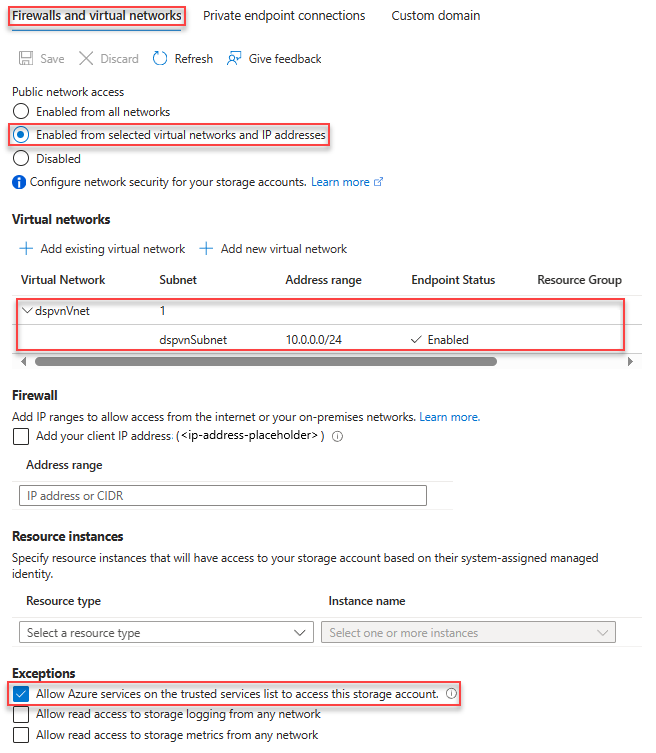 Firewalls and virtual networks Private endpoint connections Custom domain
Save Discard Refresh Give feedback
Public network access
Enabled from all networks
Enabled from selected virtual networks and IP addresses
Disabled
Configure network security for your storage accounts. Learn more
Virtual networks
Add existing virtual network Add new virtual network
Virtual Network Subnet Address range Endpoint Status Resource Group
dspvnVnet 1
dspvnSubnet 10.0.0.0/24 Enabled
Firewall
Add IP ranges to allow access from the internet or your on-premises networks. Learn more.
Add your client IP address (<ip-address-placeholder>)
Address range
IP address or CIDR
Resource instances
Specify resource instances that will have access to your storage account based on their system-assigned managed
identity.
Resource type Instance name
Select a resource type Select one or more instances
Exceptions
Allow Azure services on the trusted services list to access this storage account.
Allow read access to storage logging from any network
Allow read access to storage metrics from any network